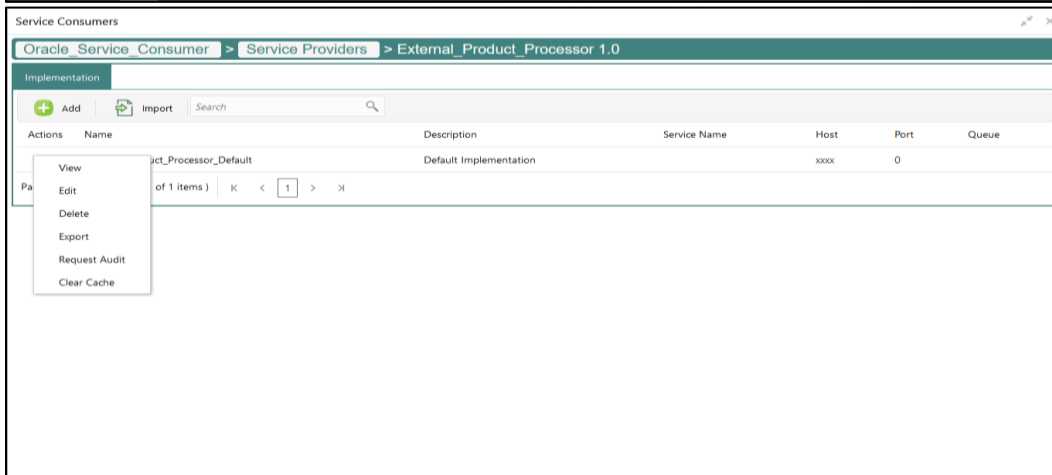 Service Consumers
Oracle_Service_Consumer > Service Providers > External_Product_Processor 1.0
Implementation
Add Import Search
Actions Name Description Service Name Host Port Queue
uct_Processor_Default Default Implementation xxxx 0
View
Pa of 1 items ) K < 1 > >|
Edit
Delete
Export
Request Audit
Clear Cache